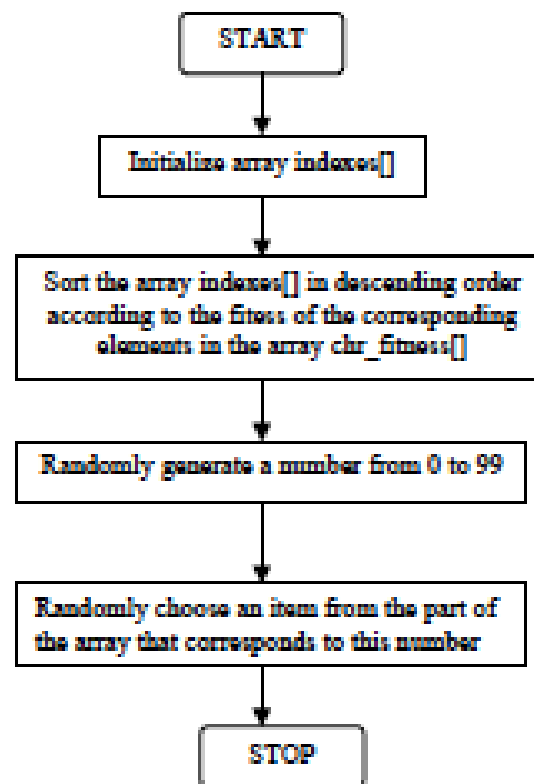 START
Initialize array indexes[]
Sort the array indexes[] in descending order
according to the fitess of the corresponding
elements in the array chr_fitness[]
Randomly generate a number from 0 to 99
Randomly choose an item from the part of
the array that corresponds to this number
STOP